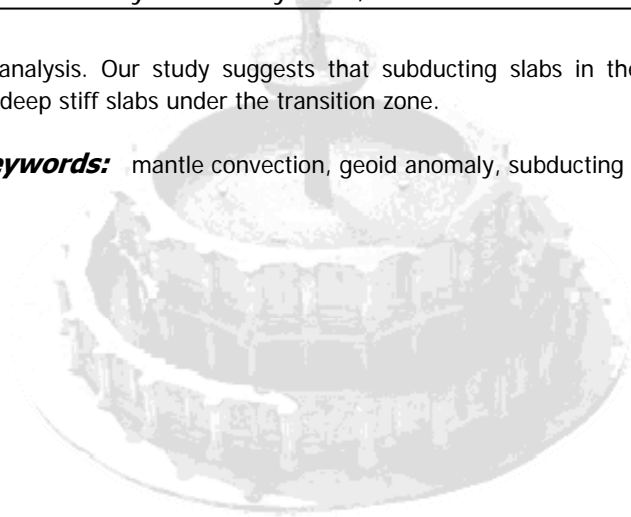 analysis. Our study suggests that subducting slabs in the
deep stiff slabs under the transition zone.
eywords: mantle convection, geoid anomaly, subducting